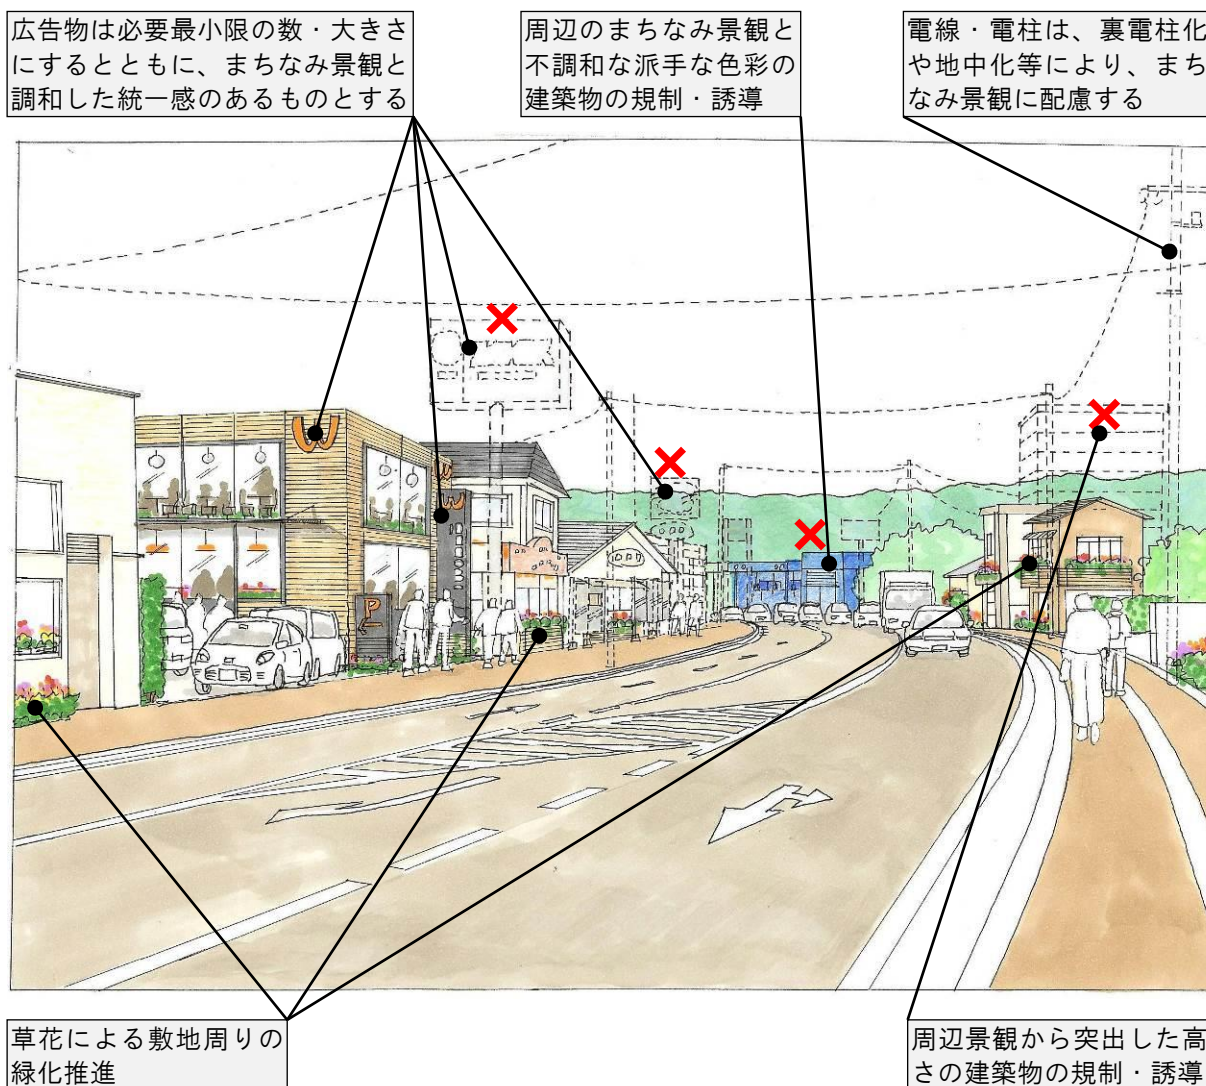 広告物は必要最小限の数・大きさ
にするとともに、まちなみ景観と
調和した統一感のあるものとする
周辺のまちなみ景観と
不調和な派手な色彩の
建築物の規制・誘導
電線・電柱は、裏電柱化
や地中化等により、まち
なみ景観に配慮する
W
W
W
P
草花による敷地周りの
緑化推進
周辺景観から突出した高
さの建築物の規制・誘導